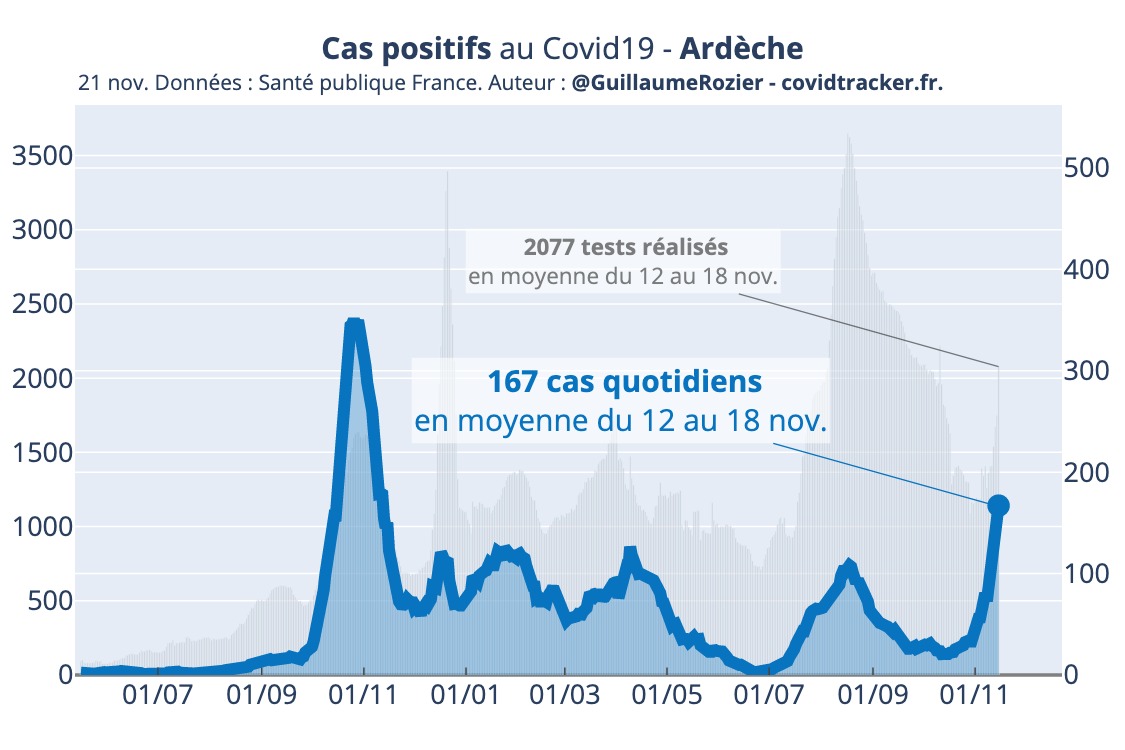 Cas positifs au Covid19 - Ardèche
21 nov. Données : Santé publique France. Auteur : @GuillaumeRozier - covidtracker.fr.
3500
3000
2500
2000
1500
1000
500
0
500
400
300
200
100
0
2077 tests réalisés
en moyenne du 12 au 18 nov.
167 cas quotidiens
en moyenne du 12 au 18 nov.
01/07 01/09 01/11 01/01 01/03 01/05 01/07 01/09 01/11